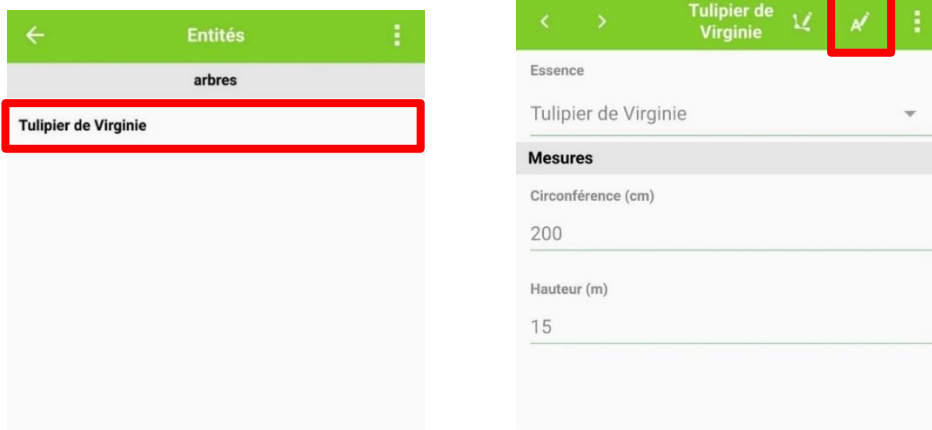 Entités
arbres
Tulipier de Virginie
Tulipier de
Virginie
Essence
Tulipier de Virginie
Mesures
Circonférence (cm)
200
Hauteur (m)
15